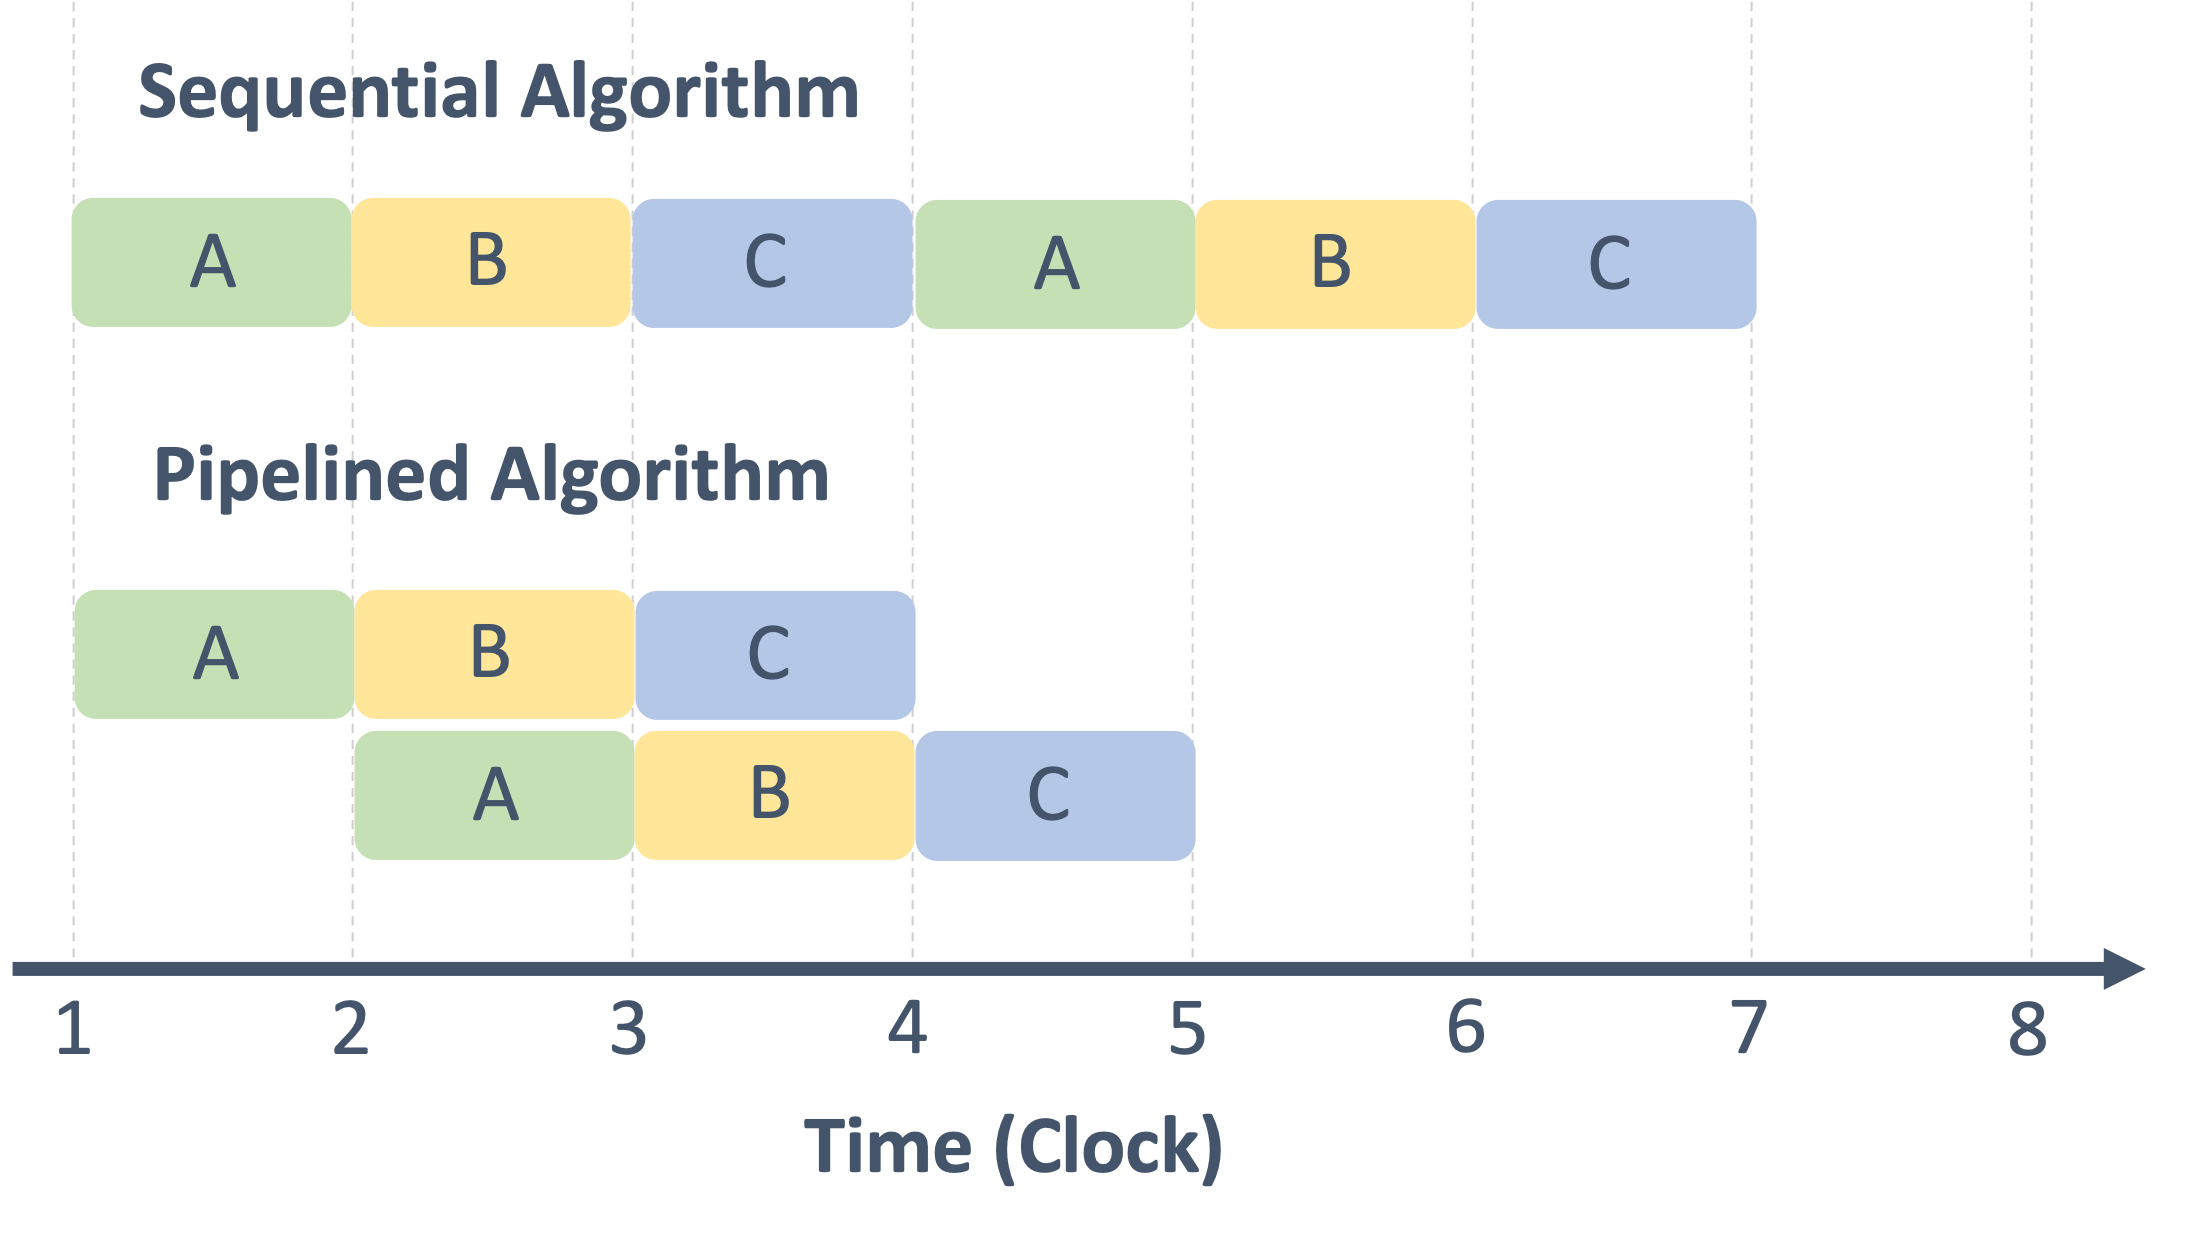 Sequential Algorithm
A B C A B C
Pipelined Algorithm
A B C
A B C
1 2 3 4 5 6 7 8
Time (Clock)